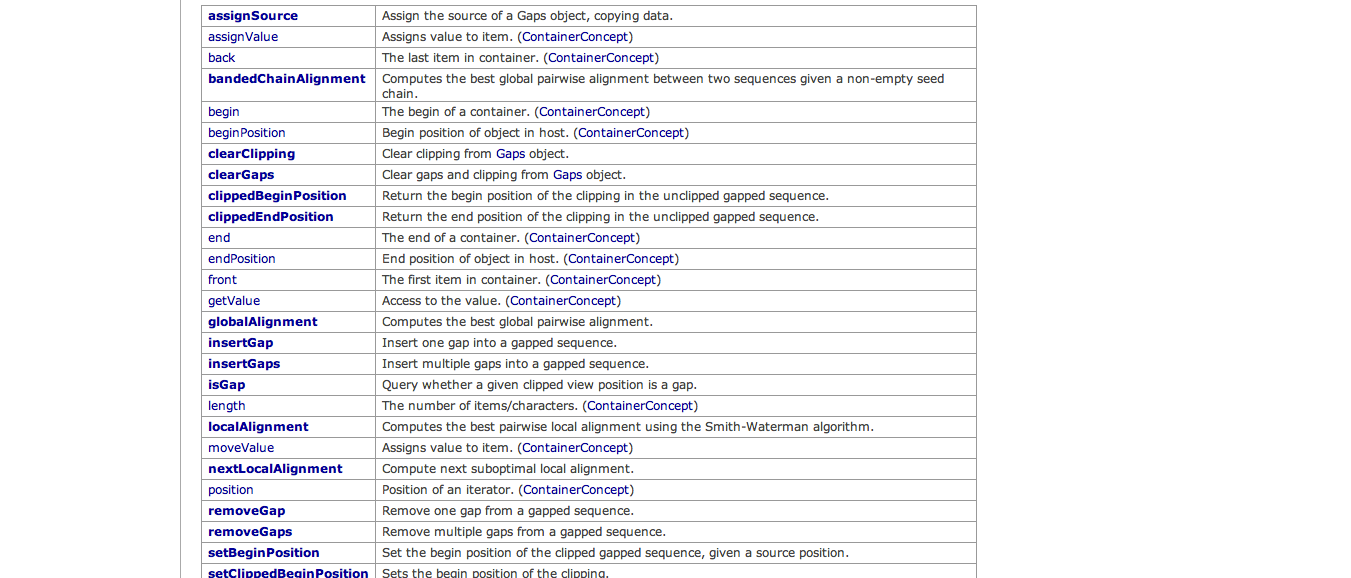 assignSource Assign the source of a Gaps object, copying data.
assignValue Assigns value to item. (ContainerConcept)
back The last item in container. (ContainerConcept)
bandedChainAlignment Computes the best global pairwise alignment between two sequences given a non-empty seed
chain.
begin The begin of a container. (ContainerConcept)
beginPosition Begin position of object in host. (ContainerConcept)
clearClipping Clear clipping from Gaps object.
clearGaps Clear gaps and clipping from Gaps object.
clippedBeginPosition Return the begin position of the clipping in the unclipped gapped sequence.
clippedEndPosition Return the end position of the clipping in the unclipped gapped sequence.
end The end of a container. (ContainerConcept)
endPosition End position of object in host. (ContainerConcept)
front The first item in container. (ContainerConcept)
getValue Access to the value. (ContainerConcept)
globalAlignment Computes the best global pairwise alignment.
insertGap Insert one gap into a gapped sequence.
insertGaps Insert multiple gaps into a gapped sequence.
isGap Query whether a given clipped view position is a gap.
length The number of items/characters. (ContainerConcept)
localAlignment Computes the best pairwise local alignment using the Smith-Waterman algorithm.
moveValue Assigns value to item. (ContainerConcept)
nextLocalAlignment Compute next suboptimal local alignment.
position Position of an iterator. (ContainerConcept)
removeGap Remove one gap from a gapped sequence.
removeGaps Remove multiple gaps from a gapped sequence.
setBeginPosition Set the begin position of the clipped gapped sequence, given a source position.
setClippedBeginPosition Sets the begin position of the clipping.